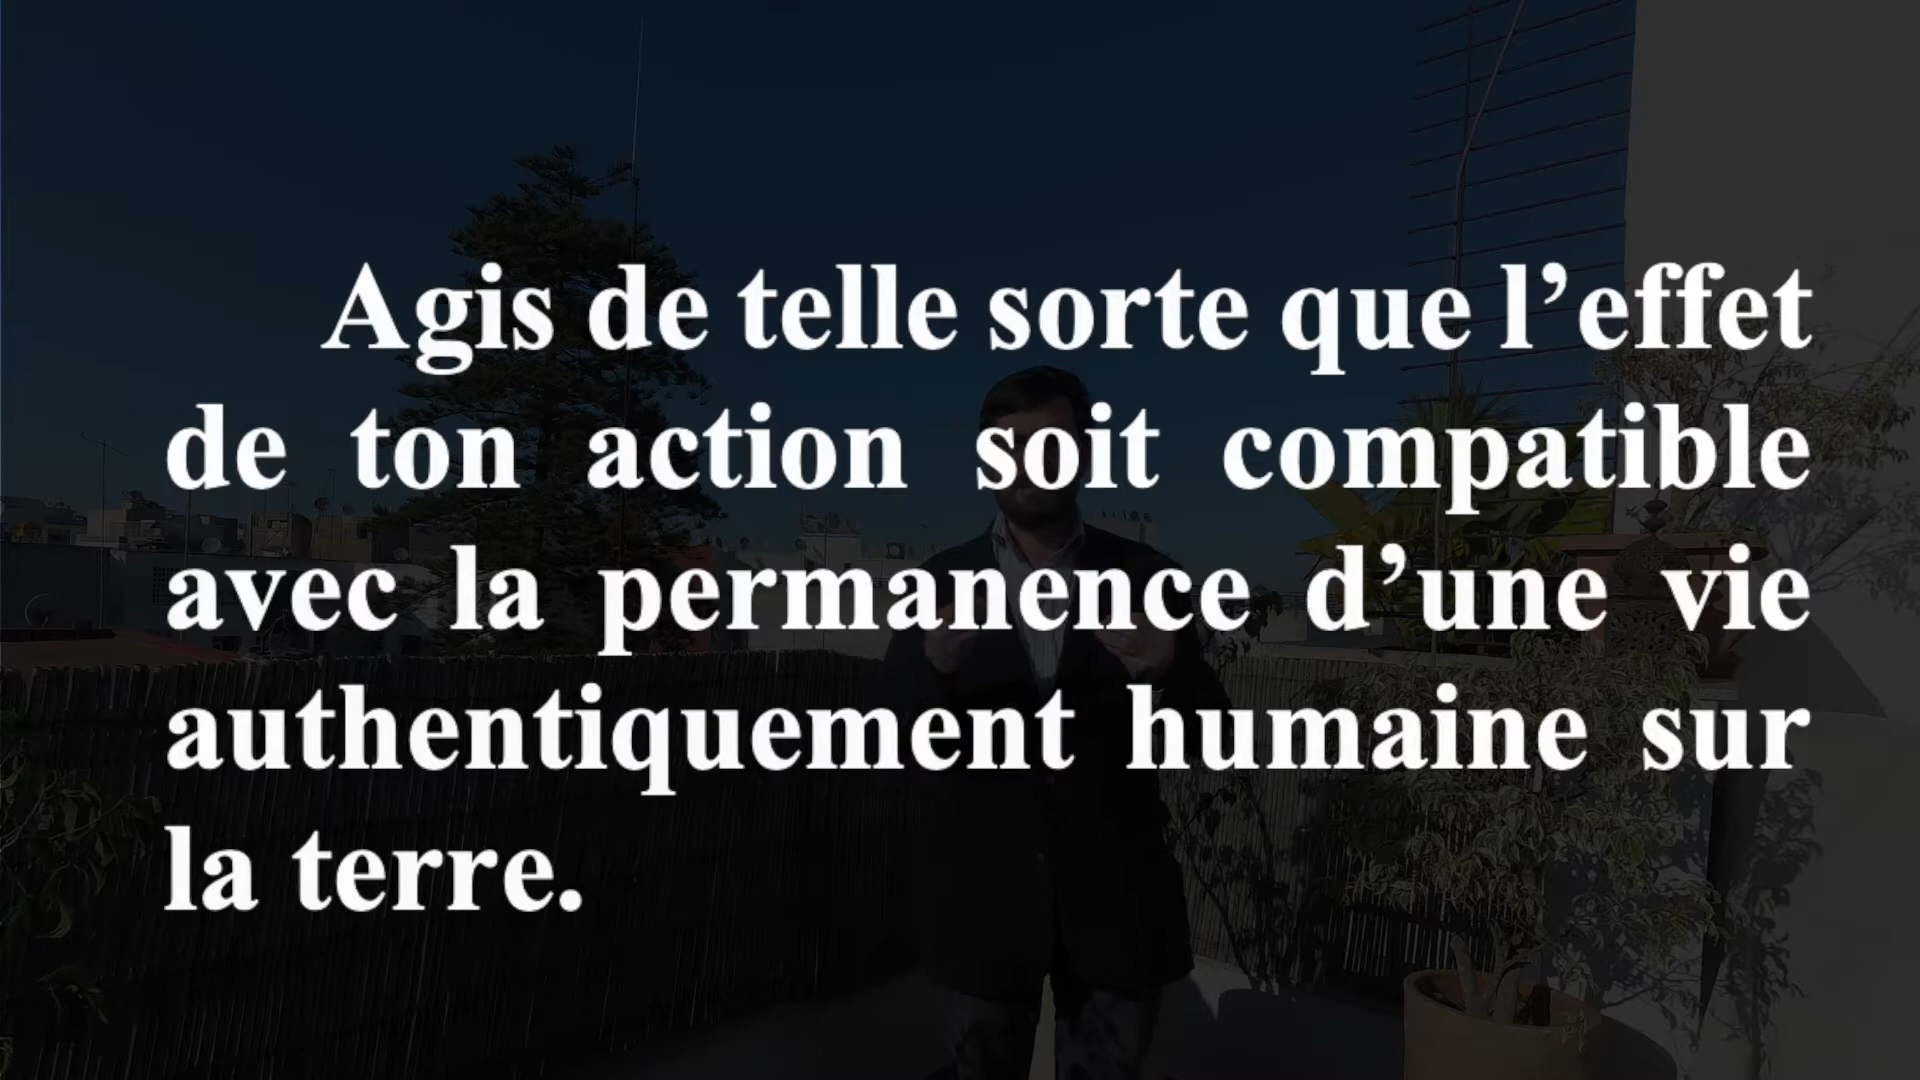 Agis de telle sorte que l’effet
de ton action soit compatible
avec la permanence d’une vie
authentiquement humaine sur
la terre.